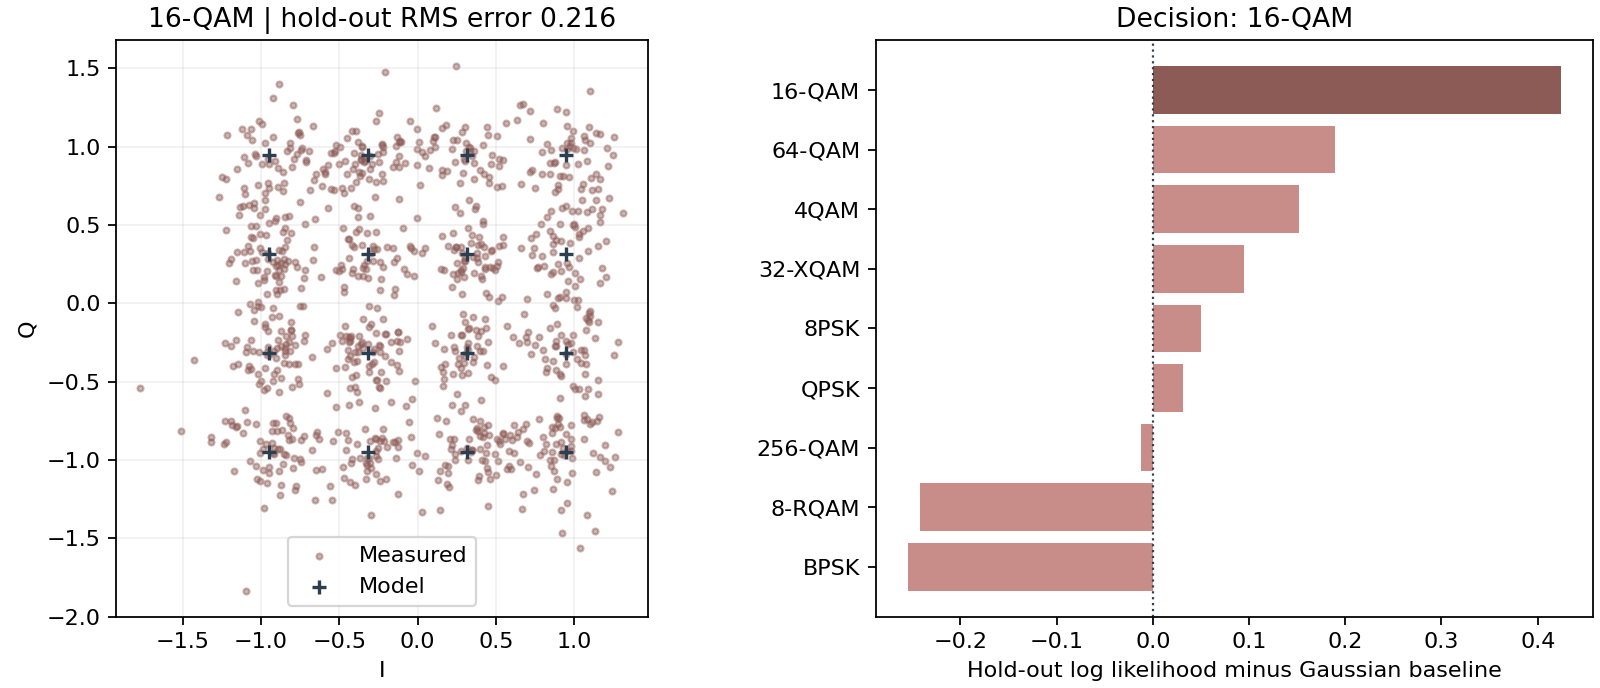 16-QAM | hold-out RMS error 0.216
1.5
1.0
0.5
0.0
−0.5
−1.0
−1.5
−2.0
Q
Measured
Model
−1.5
−1.0
−0.5
0.0
0.5
1.0
I
Decision: 16-QAM
16-QAM
64-QAM
4QAM
32-XQAM
8PSK
QPSK
256-QAM
8-RQAM
BPSK
−0.2
−0.1
0.0
0.1
0.2
0.3
0.4
Hold-out log likelihood minus Gaussian baseline